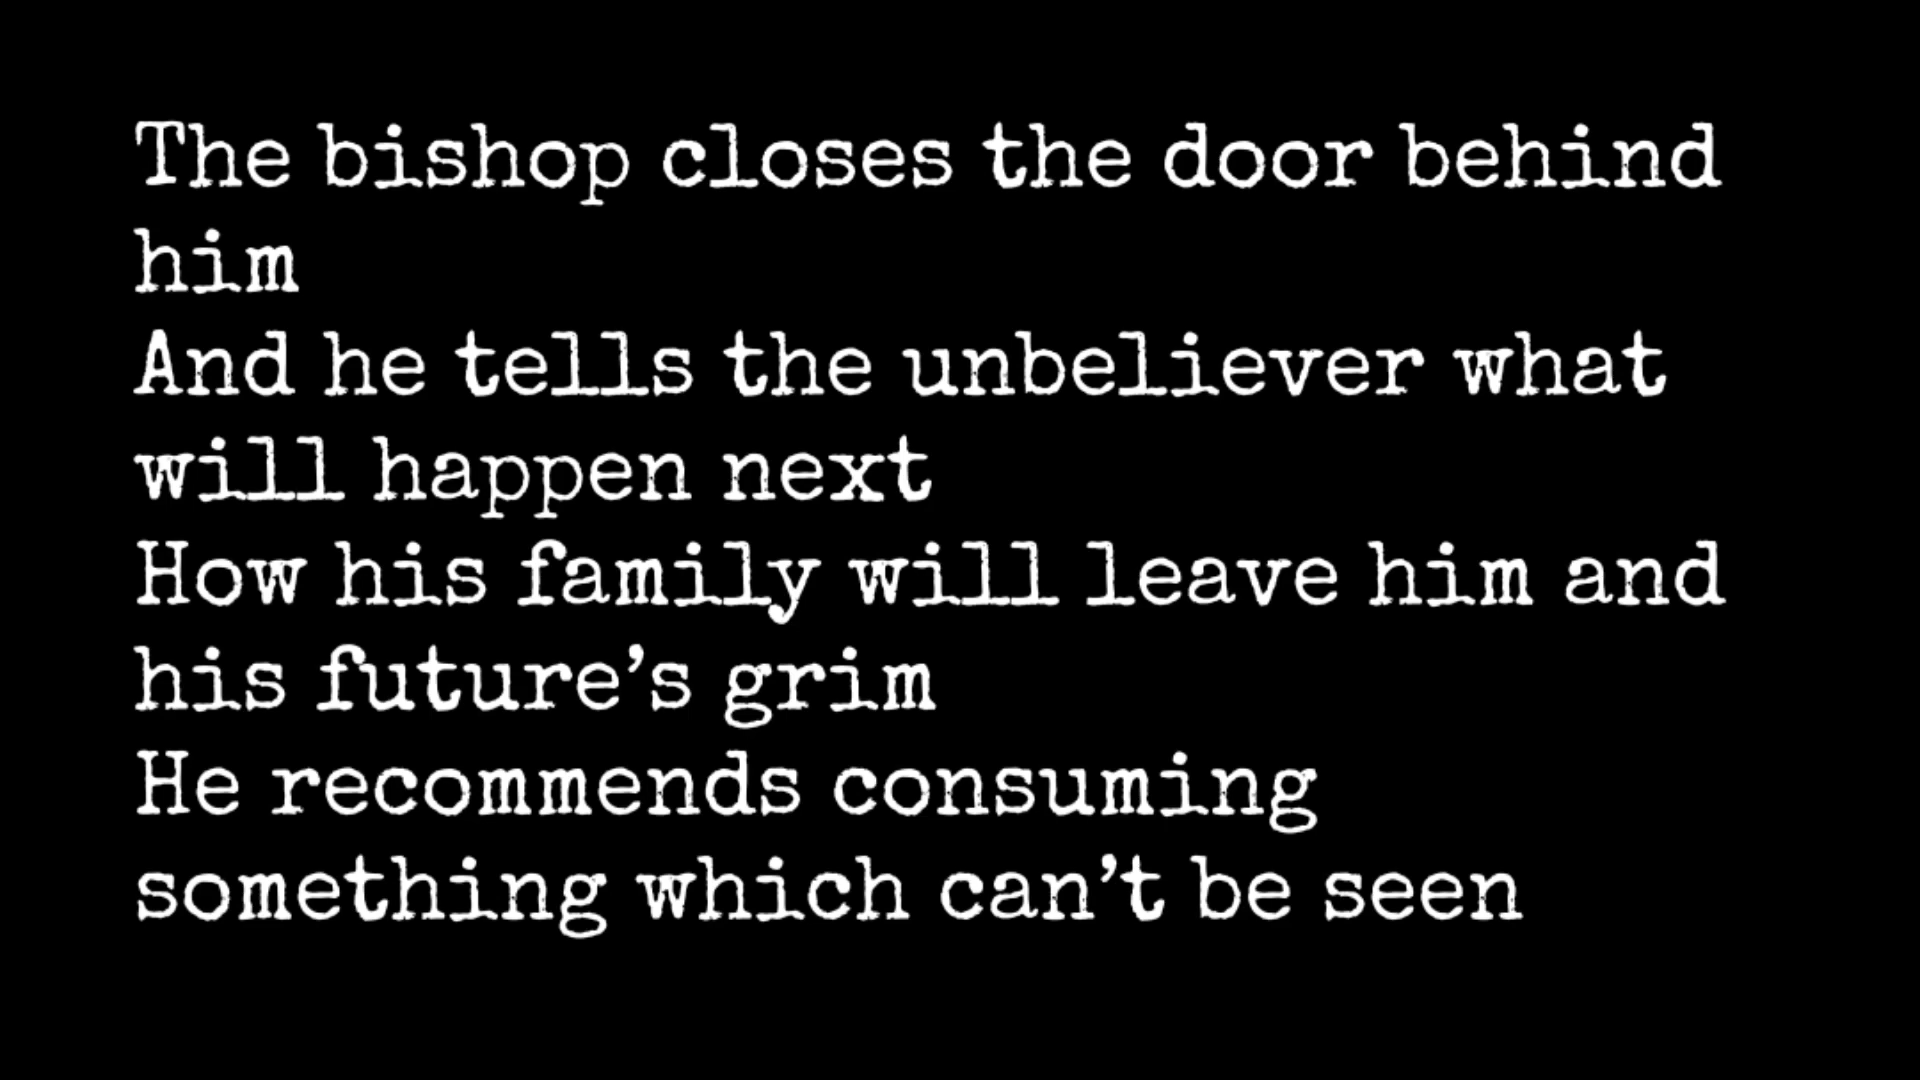 The bishop closes the door behind
him
And he tells the unbeliever what
will happen next
How his family will leave him and
his future’s grim
He recommends consuming
something which can’t be seen